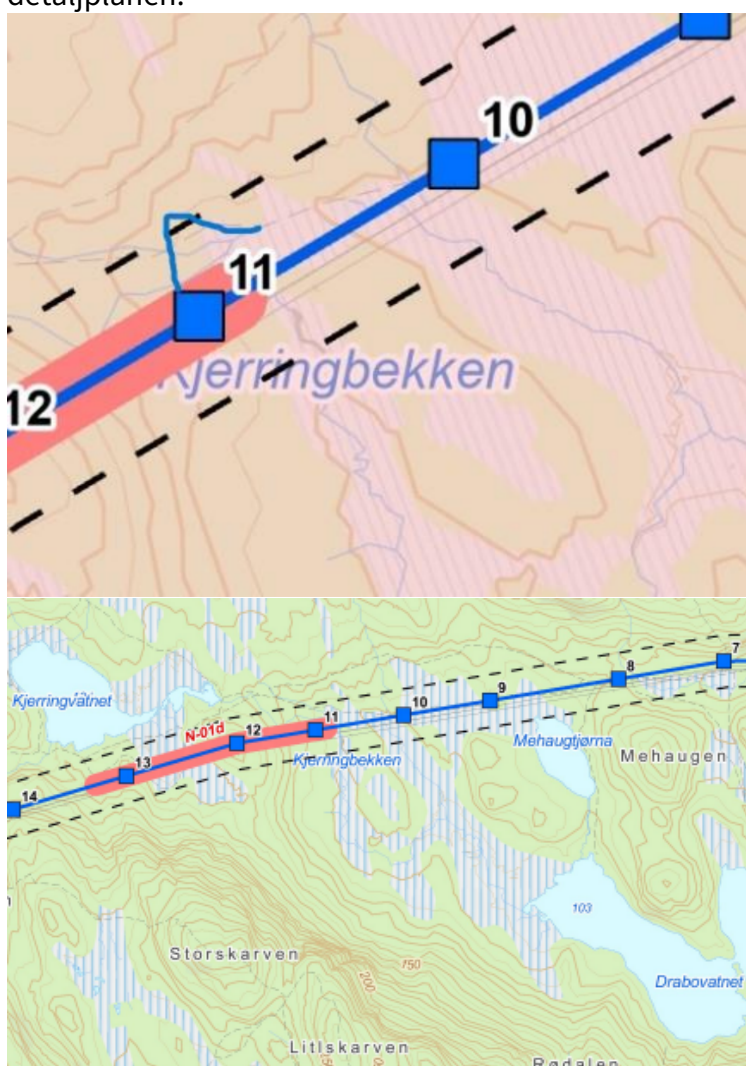 detaljplanen.
10
11
Kjerringbekken
12
7
8
Kjerringvatnet
9
10
11
N-01d
12
Mehaugtjørna
Mehaugen
Kjerringbekken
13
14
103
Storskarven
150
200
Drabovatnet
Litlskarven
Rødalen